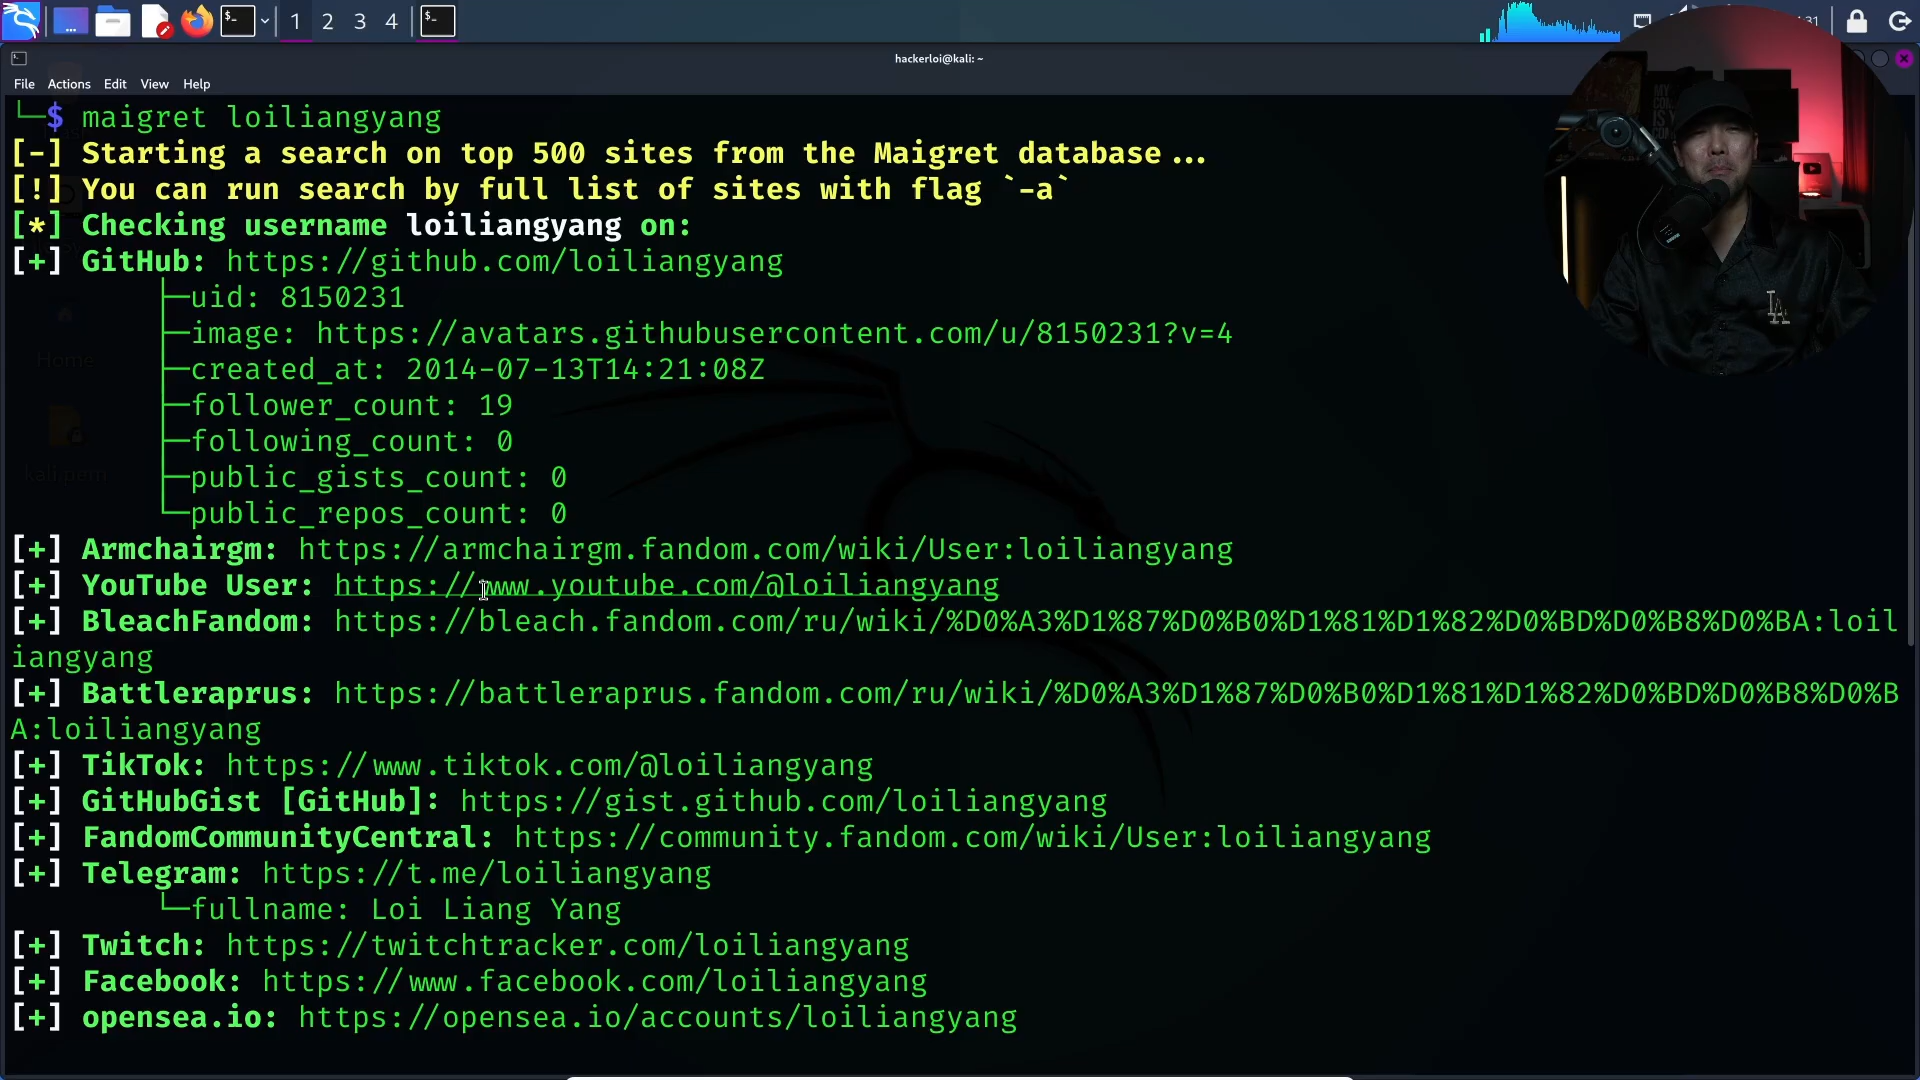 1 2 3 4
hackerloi@kali: ~
File Actions Edit View Help
└─$ maigret loiliangyang
[-] Starting a search on top 500 sites from the Maigret database...
[!] You can run search by full list of sites with flag `-a`
[*] Checking username loiliangyang on:
[+] GitHub: https://github.com/loiliangyang
├─uid: 8150231
├─image: https://avatars.githubusercontent.com/u/8150231?v=4
├─created_at: 2014-07-13T14:21:08Z
├─follower_count: 19
├─following_count: 0
├─public_gists_count: 0
└─public_repos_count: 0
[+] Armchairgm: https://armchairgm.fandom.com/wiki/User:loiliangyang
[+] YouTube User: https://www.youtube.com/@loiliangyang
[+] BleachFandom: https://bleach.fandom.com/ru/wiki/%D0%A3%D1%87%D0%B0%D1%81%D1%82%D0%BD%D0%B8%D0%BA:loil
iangyang
[+] Battleraprus: https://battleraprus.fandom.com/ru/wiki/%D0%A3%D1%87%D0%B0%D1%81%D1%82%D0%BD%D0%B8%D0%B
A:loiliangyang
[+] TikTok: https://www.tiktok.com/@loiliangyang
[+] GitHubGist [GitHub]: https://gist.github.com/loiliangyang
[+] FandomCommunityCentral: https://community.fandom.com/wiki/User:loiliangyang
[+] Telegram: https://t.me/loiliangyang
└─fullname: Loi Liang Yang
[+] Twitch: https://twitchtracker.com/loiliangyang
[+] Facebook: https://www.facebook.com/loiliangyang
[+] opensea.io: https://opensea.io/accounts/loiliangyang
Home
kali.pem
LA